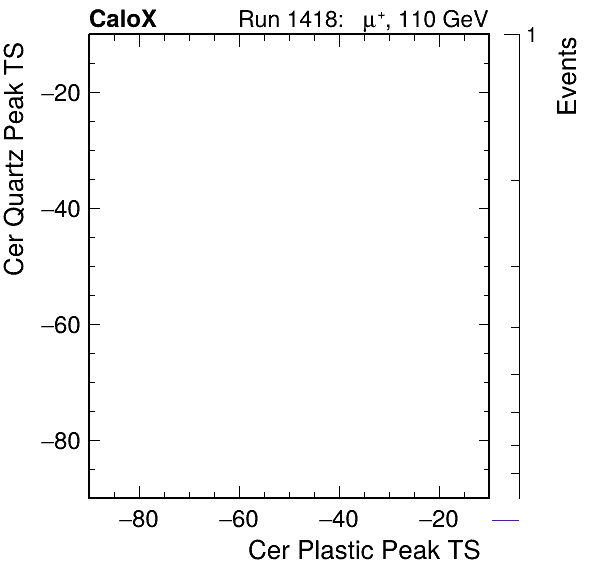 CaloX Run 1418: μ⁺, 110 GeV
1
Events
Cer Quartz Peak TS
−20
−40
−60
−80
−80 −60 −40 −20
Cer Plastic Peak TS